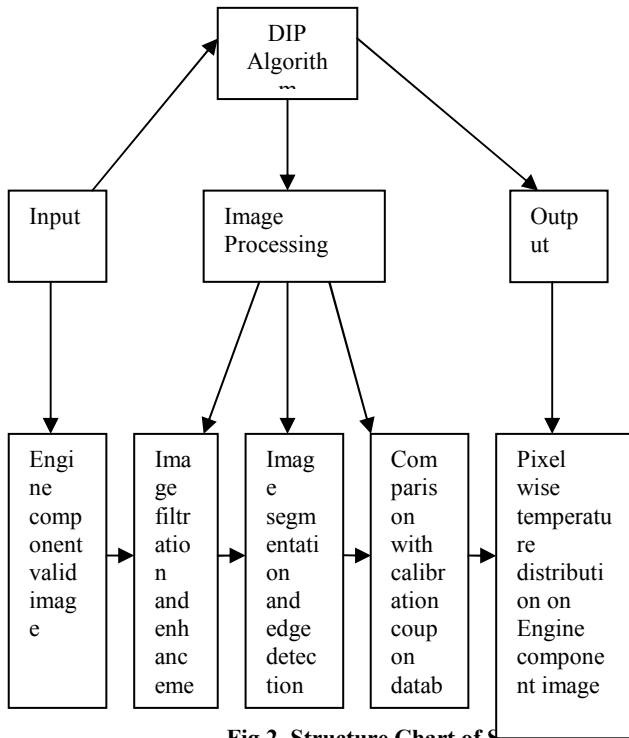 DIP
Algorith
m
Input
Image
Processing
Outp
ut
Engi
ne
comp
onent
valid
imag
e
Ima
ge
filtr
atio
n
and
enh
anc
eme
Imag
e
segm
entati
on
and
edge
detec
tion
Com
paris
on
with
calibr
ation
coup
on
datab
Pixel
wise
temperatu
re
distributi
on on
Engine
compone
nt image
Fig 2. Structure Chart of S